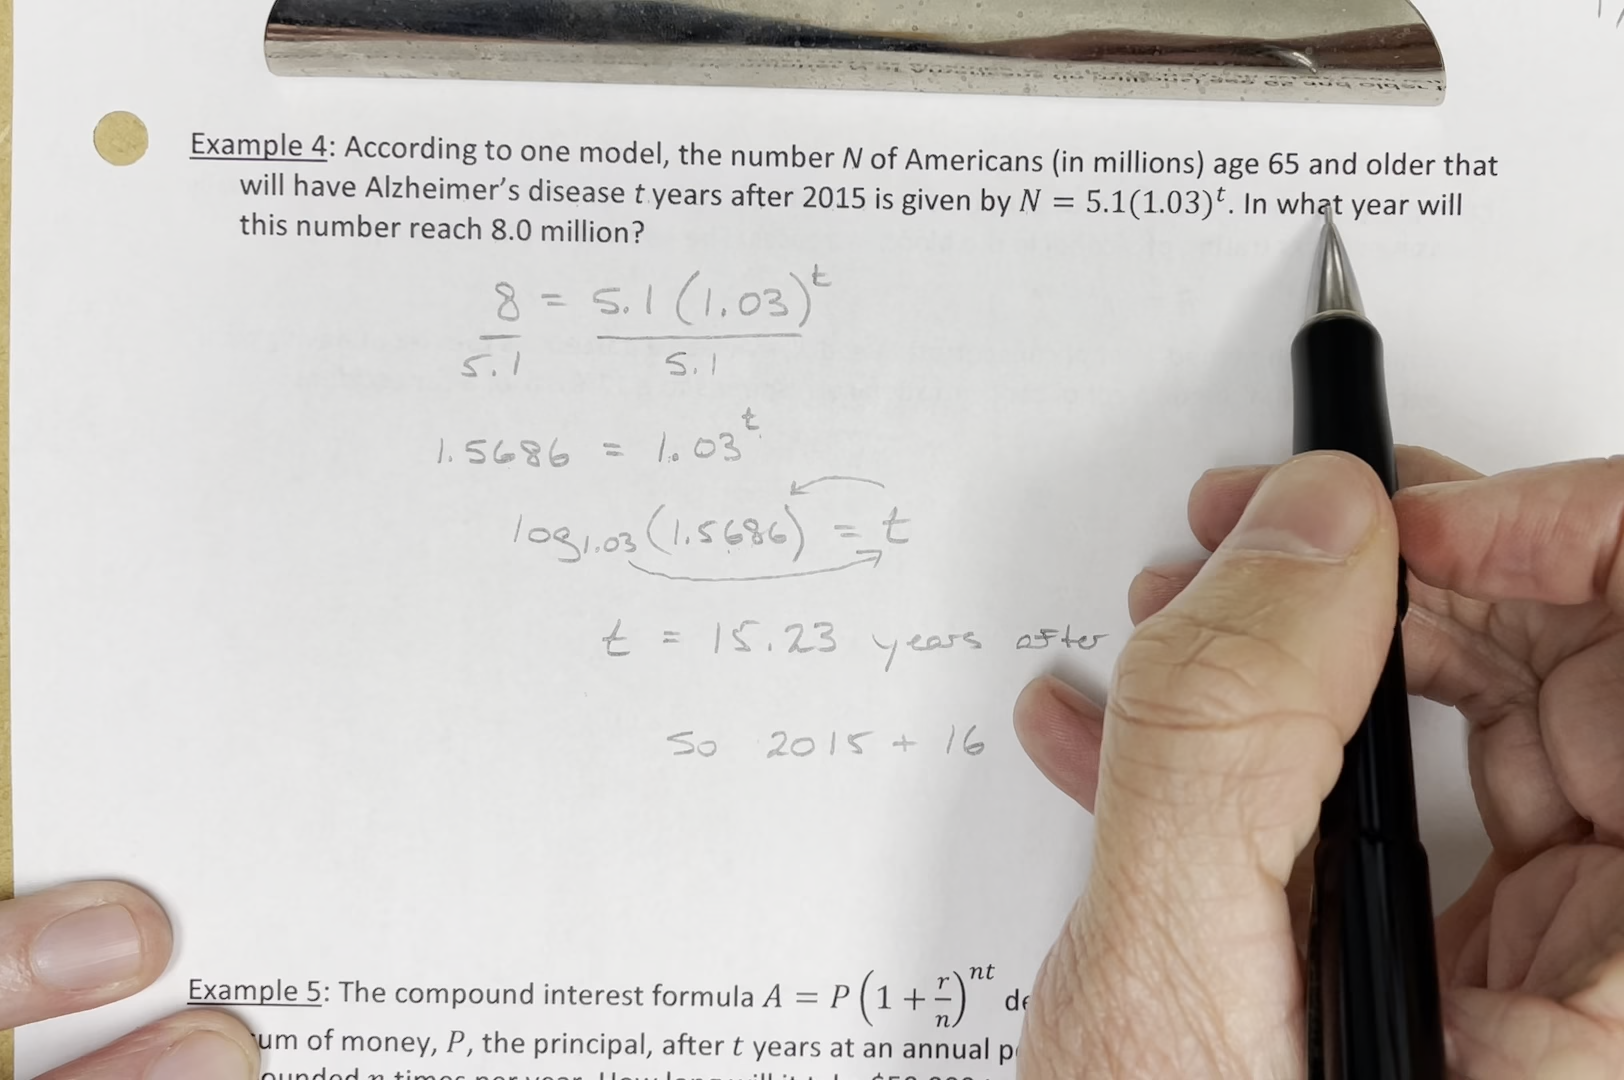 Example 4: According to one model, the number N of Americans (in millions) age 65 and older that
will have Alzheimer's disease t years after 2015 is given by N = 5.1(1.03)^t. In what year will
this number reach 8.0 million?
8 = 5.1 (1.03)^t
5.1 5.1
1.5686 = 1.03^t
log_1.03 (1.5686) = t
t = 15.23 years after
So 2015 + 16
Example 5: The compound interest formula A = P(1 + r/n)^nt
um of money, P, the principal, after t years at an annual